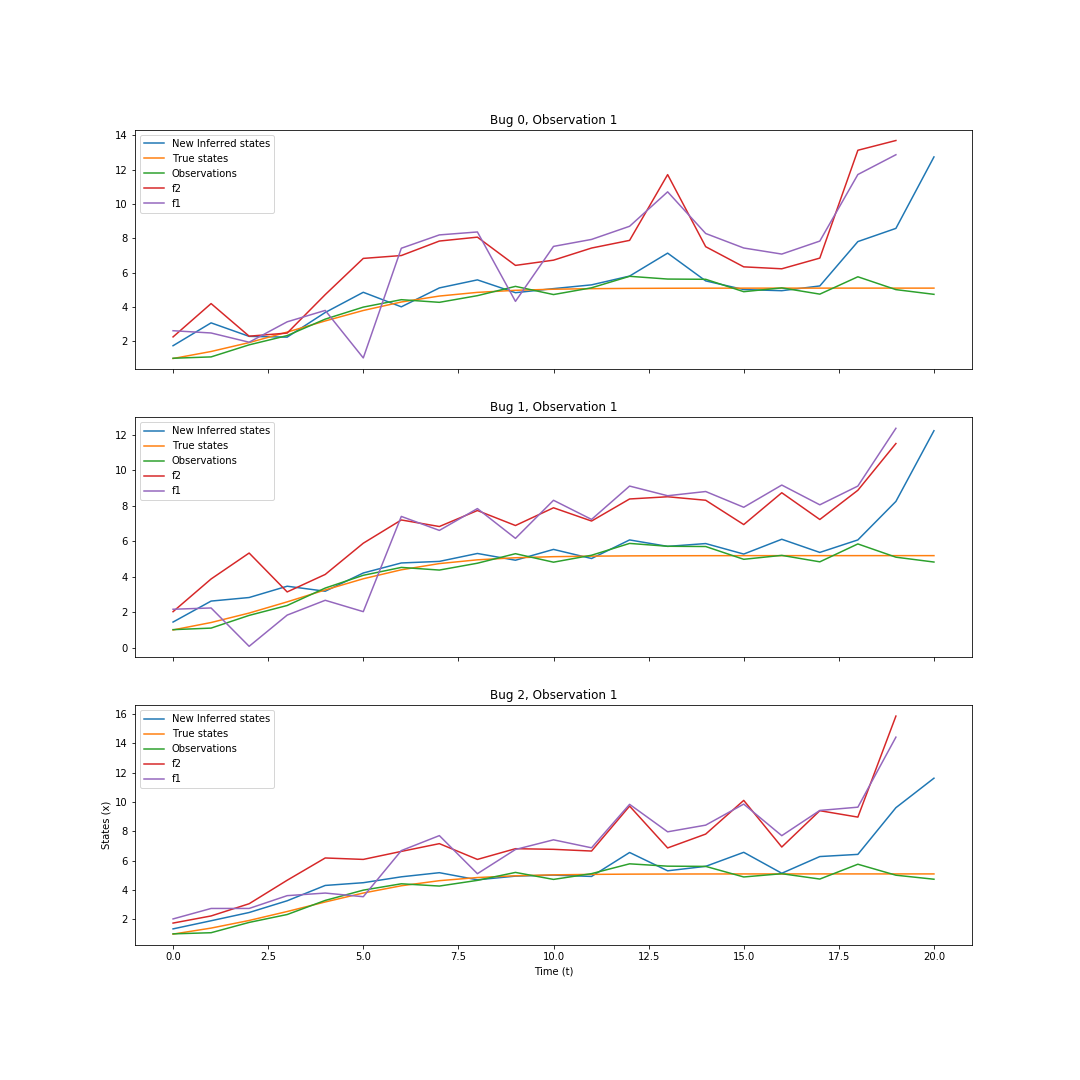 Bug 0, Observation 1
14
12
10
8
6
4
2
New Inferred states
True states
Observations
f2
f1
Bug 1, Observation 1
12
10
8
6
4
2
0
New Inferred states
True states
Observations
f2
f1
Bug 2, Observation 1
States (x)
16
14
12
10
8
6
4
2
New Inferred states
True states
Observations
f2
f1
0.0 2.5 5.0 7.5 10.0 12.5 15.0 17.5 20.0
Time (t)